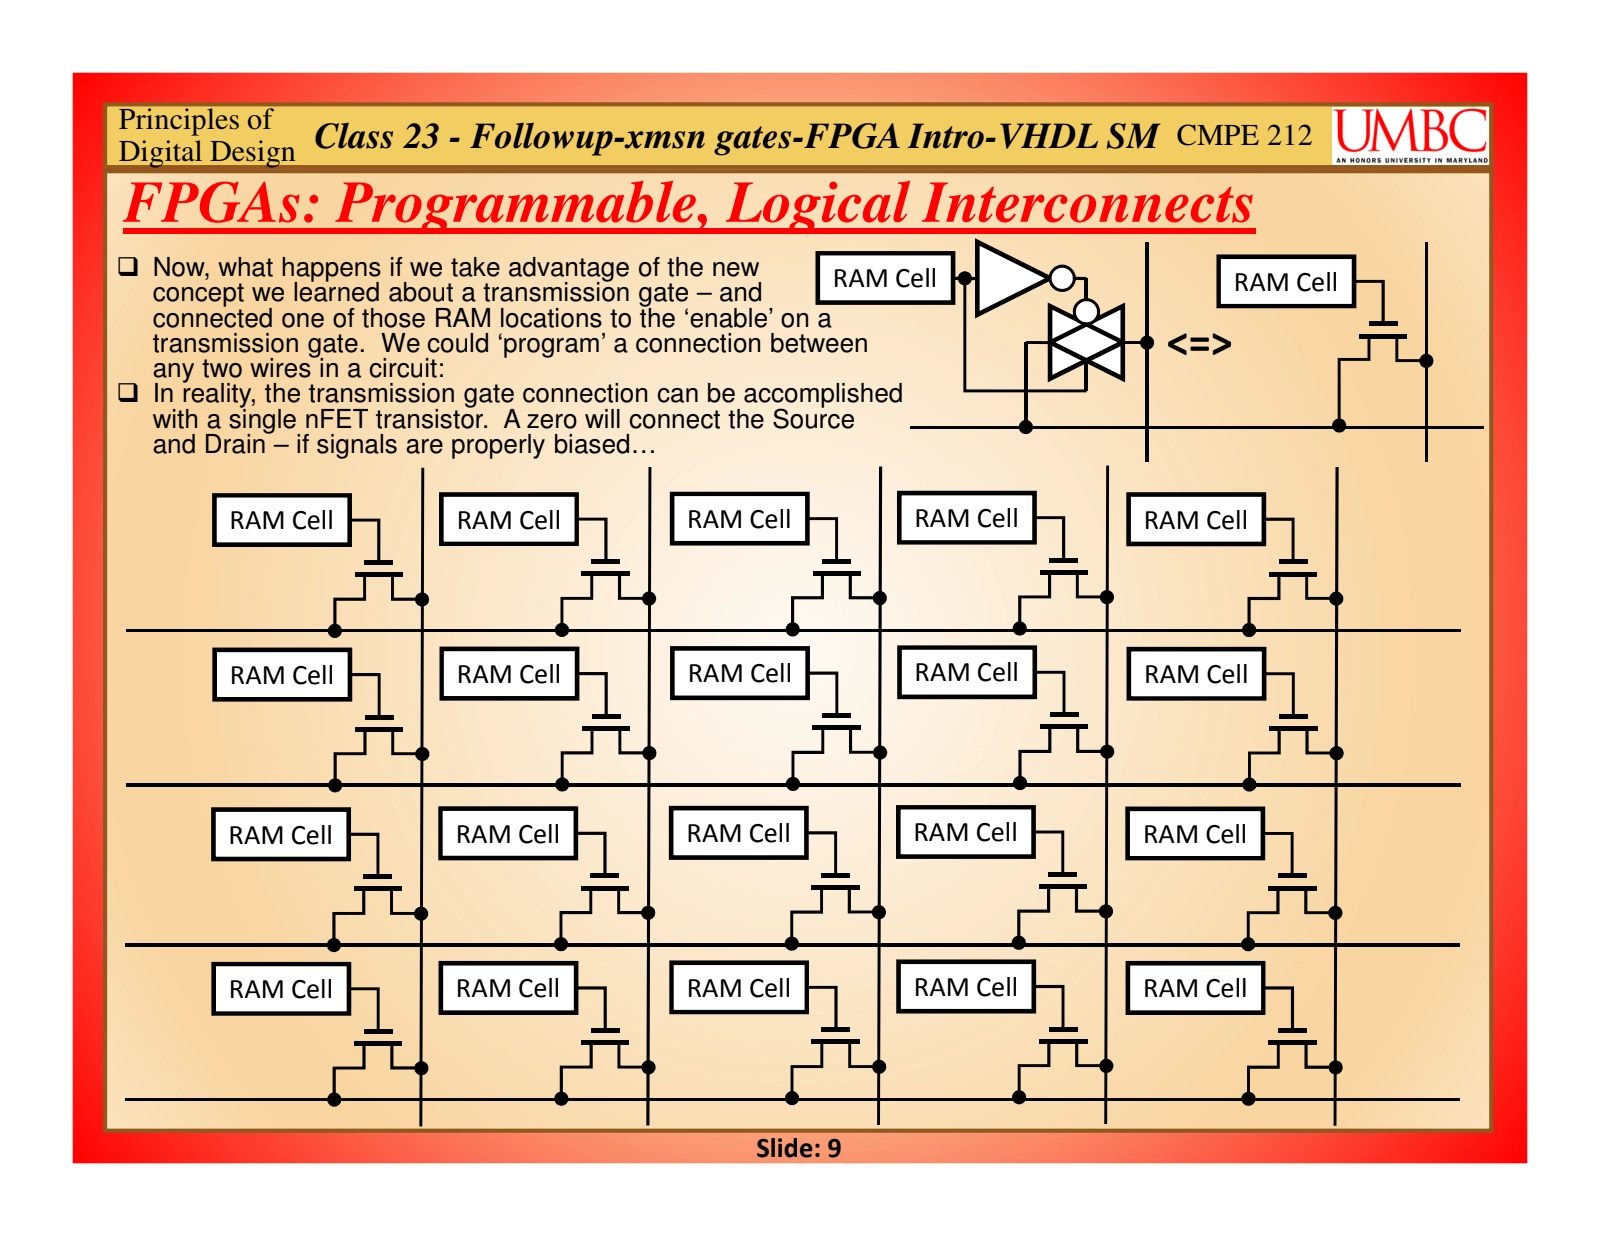 Principles of
Digital Design
Class 23 - Followup-xmsn gates-FPGA Intro-VHDL SM
CMPE 212
UMBC
AN HONORS UNIVERSITY IN MARYLAND
FPGAs: Programmable, Logical Interconnects
❑ Now, what happens if we take advantage of the new
concept we learned about a transmission gate – and
connected one of those RAM locations to the ‘enable’ on a
transmission gate. We could ‘program’ a connection between
any two wires in a circuit:
❑ In reality, the transmission gate connection can be accomplished
with a single nFET transistor. A zero will connect the Source
and Drain – if signals are properly biased…
RAM Cell
<=>
RAM Cell
RAM Cell RAM Cell RAM Cell RAM Cell RAM Cell
RAM Cell RAM Cell RAM Cell RAM Cell RAM Cell
RAM Cell RAM Cell RAM Cell RAM Cell RAM Cell
RAM Cell RAM Cell RAM Cell RAM Cell RAM Cell
Slide: 9